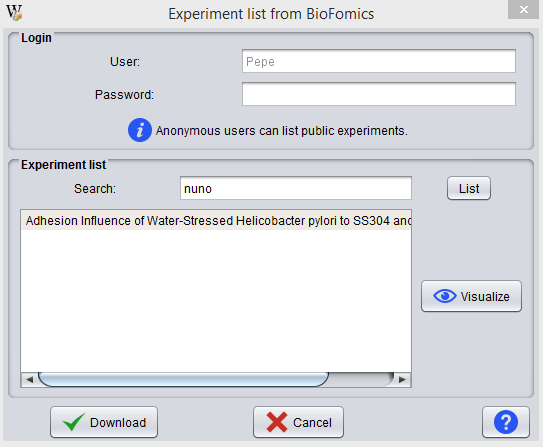 Experiment list from BioFomics
Login
User: Pepe
Password:
Anonymous users can list public experiments.
Experiment list
Search: nuno List
Adhesion Influence of Water-Stressed Helicobacter pylori to SS304 and
Visualize
Download Cancel ?